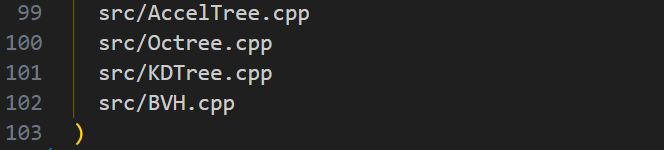 99 src/AccelTree.cpp
100 src/Octree.cpp
101 src/KDTree.cpp
102 src/BVH.cpp
103 )